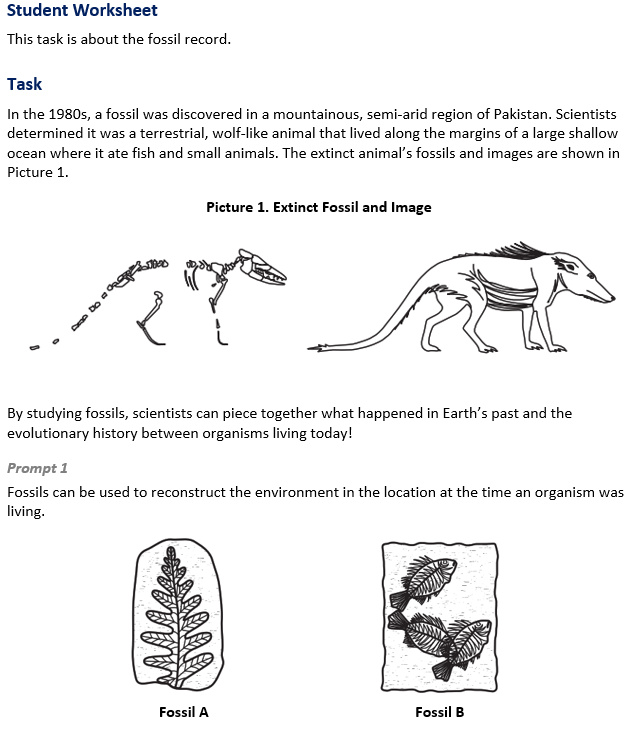 Student Worksheet
This task is about the fossil record.
Task
In the 1980s, a fossil was discovered in a mountainous, semi-arid region of Pakistan. Scientists
determined it was a terrestrial, wolf-like animal that lived along the margins of a large shallow
ocean where it ate fish and small animals. The extinct animal's fossils and images are shown in
Picture 1.
Picture 1. Extinct Fossil and Image
By studying fossils, scientists can piece together what happened in Earth's past and the
evolutionary history between organisms living today!
Prompt 1
Fossils can be used to reconstruct the environment in the location at the time an organism was
living.
Fossil A
Fossil B